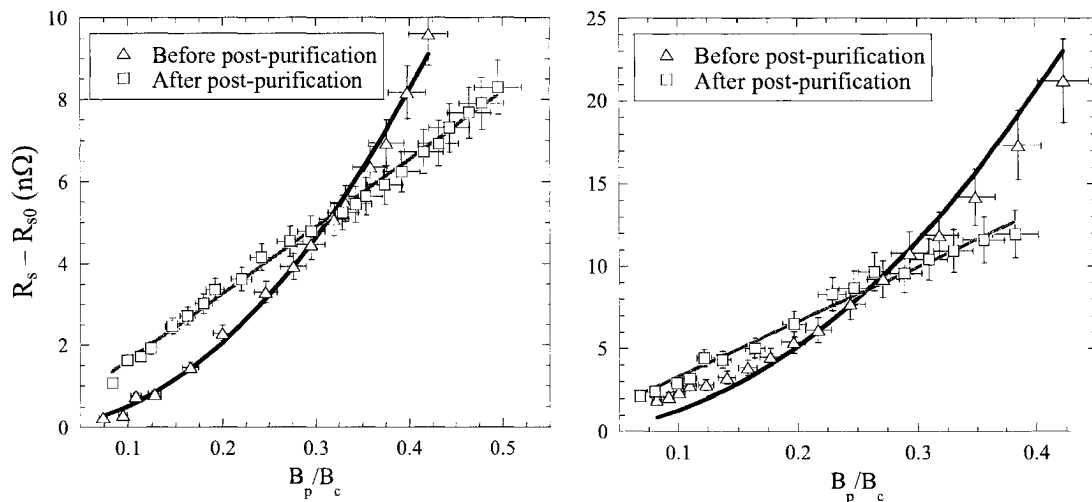 10
8
6
4
2
0
R_s – R_s0 (nΩ)
Before post-purification
After post-purification
0.1 0.2 0.3 0.4 0.5
B_p/B_c
25
20
15
10
5
0
Before post-purification
After post-purification
0.1 0.2 0.3 0.4
B_p/B_c